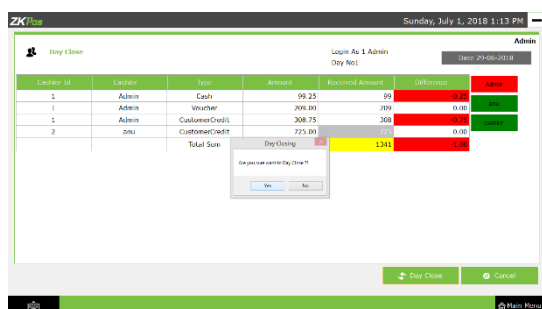 ZKPos
Sunday, July 1, 2018 1:13 PM
Admin
Day Close
Login As 1 Admin
Day No1
Date 29-06-2018
Cashier Id Cashier Type Amount Received Amount Difference
1 Admin Cash 99.25 99 -0.25
1 Admin Voucher 209.00 209 0.00
1 Admin CustomerCredit 308.75 308 -0.75
2 anu CustomerCredit 725.00 725 0.00
Total Sum 1341 -1.00
Admin
anu
cashier
Day Closing
Are you sure want to Day Close ?!
Yes No
Day Close
Cancel
Main Menu